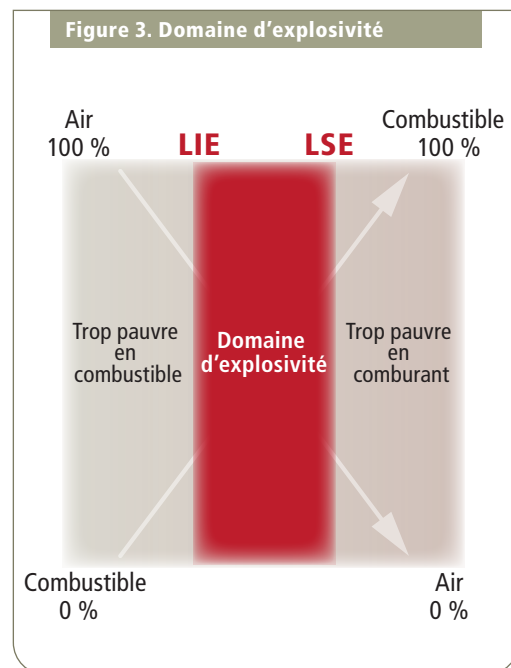 Figure 3. Domaine d'explosivité
Air
100 %
LIE
LSE
Combustible
100 %
Trop pauvre
en
combustible
Domaine
d'explosivité
Trop pauvre
en
comburant
Combustible
0 %
Air
0 %